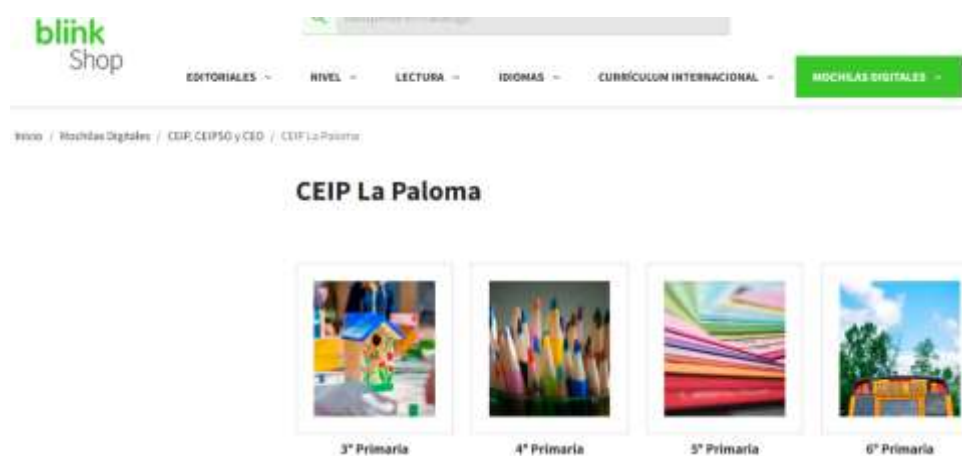 bliink
Shop
EDITORIALES NIVEL LECTURA IDIOMAS CURRÍCULUM INTERNACIONAL MOCHILAS DIGITALES
Inicio / Mochilas Digitales / CEIP, CEIPSO y CEO / CEIP La Paloma
CEIP La Paloma
3º Primaria 4º Primaria 5º Primaria 6º Primaria